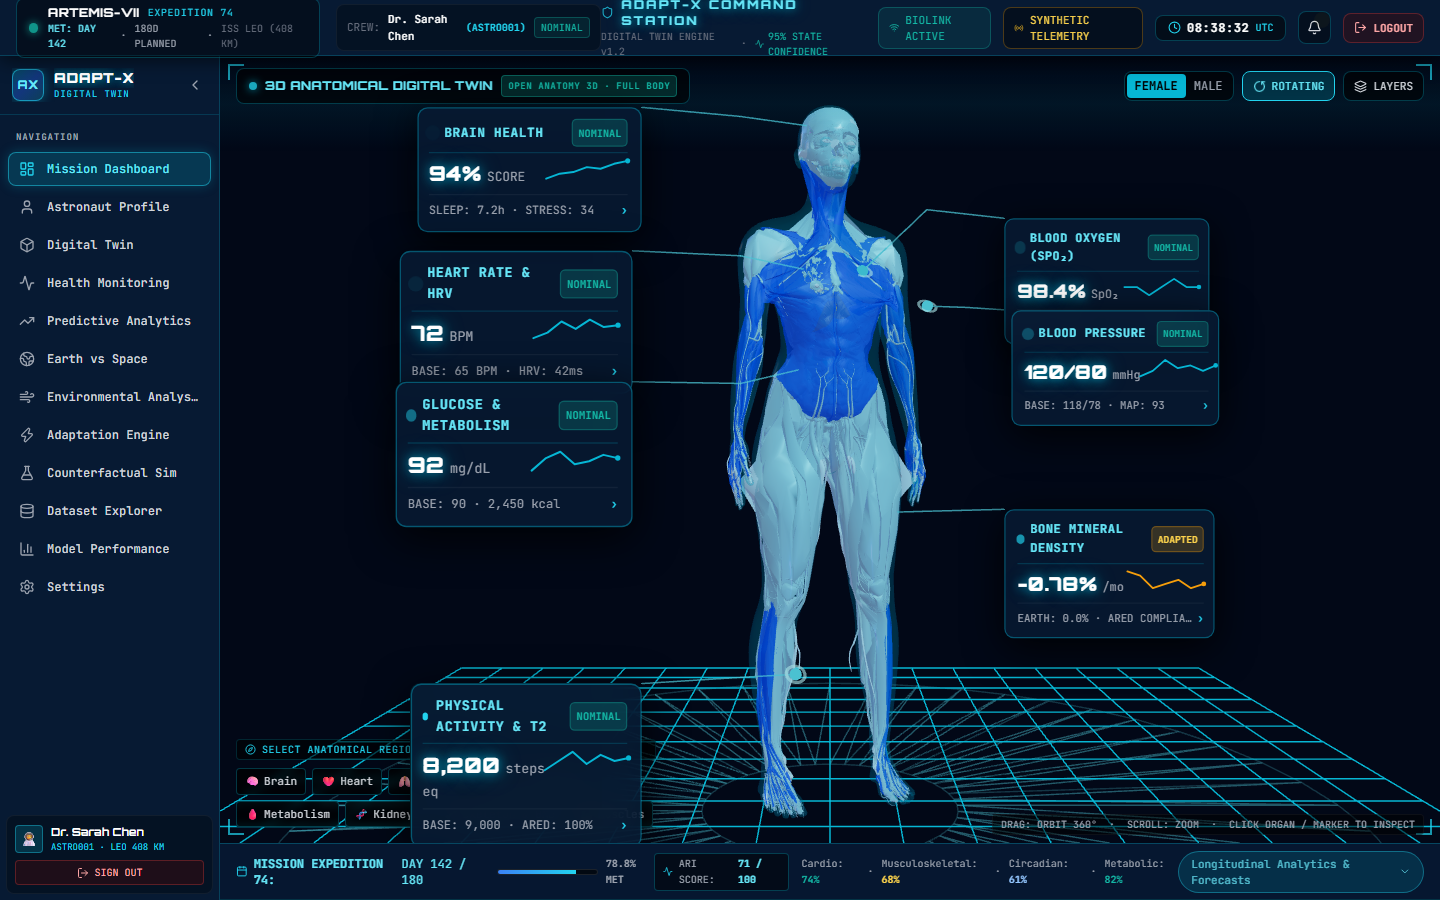 ARTEMIS-VII EXPEDITION 74
MET: DAY 142 · 180D PLANNED · ISS LEO (408 KM)
CREW: Dr. Sarah Chen (ASTRO001) NOMINAL
ADAPT-X COMMAND STATION
DIGITAL TWIN ENGINE v1.2 · 95% STATE CONFIDENCE
BIOLINK ACTIVE
SYNTHETIC TELEMETRY
08:38:32 UTC
LOGOUT
AX ADAPT-X
DIGITAL TWIN
NAVIGATION
Mission Dashboard
Astronaut Profile
Digital Twin
Health Monitoring
Predictive Analytics
Earth vs Space
Environmental Analys…
Adaptation Engine
Counterfactual Sim
Dataset Explorer
Model Performance
Settings
Dr. Sarah Chen
ASTRO001 · LEO 408 KM
SIGN OUT
3D ANATOMICAL DIGITAL TWIN OPEN ANATOMY 3D · FULL BODY
FEMALE MALE
ROTATING
LAYERS
BRAIN HEALTH NOMINAL
94% SCORE
SLEEP: 7.2h · STRESS: 34 ›
HEART RATE & HRV NOMINAL
72 BPM
BASE: 65 BPM · HRV: 42ms ›
GLUCOSE & METABOLISM NOMINAL
92 mg/dL
BASE: 90 · 2,450 kcal ›
PHYSICAL ACTIVITY & T2 NOMINAL
8,200 steps eq
BASE: 9,000 · ARED: 100% ›
BLOOD OXYGEN (SPO₂) NOMINAL
98.4% SpO₂
BLOOD PRESSURE NOMINAL
120/80 mmHg
BASE: 118/78 · MAP: 93 ›
BONE MINERAL DENSITY ADAPTED
-0.78% /mo
EARTH: 0.0% · ARED COMPLIA… ›
SELECT ANATOMICAL REGIO
Brain
Heart
Metabolism
Kidney
DRAG: ORBIT 360° · SCROLL: ZOOM · CLICK ORGAN / MARKER TO INSPECT
MISSION EXPEDITION 74: DAY 142 / 180
78.8% MET
ARI SCORE: 71 / 100
Cardio: 74% · Musculoskeletal: 68% · Circadian: 61% · Metabolic: 82%
Longitudinal Analytics & Forecasts